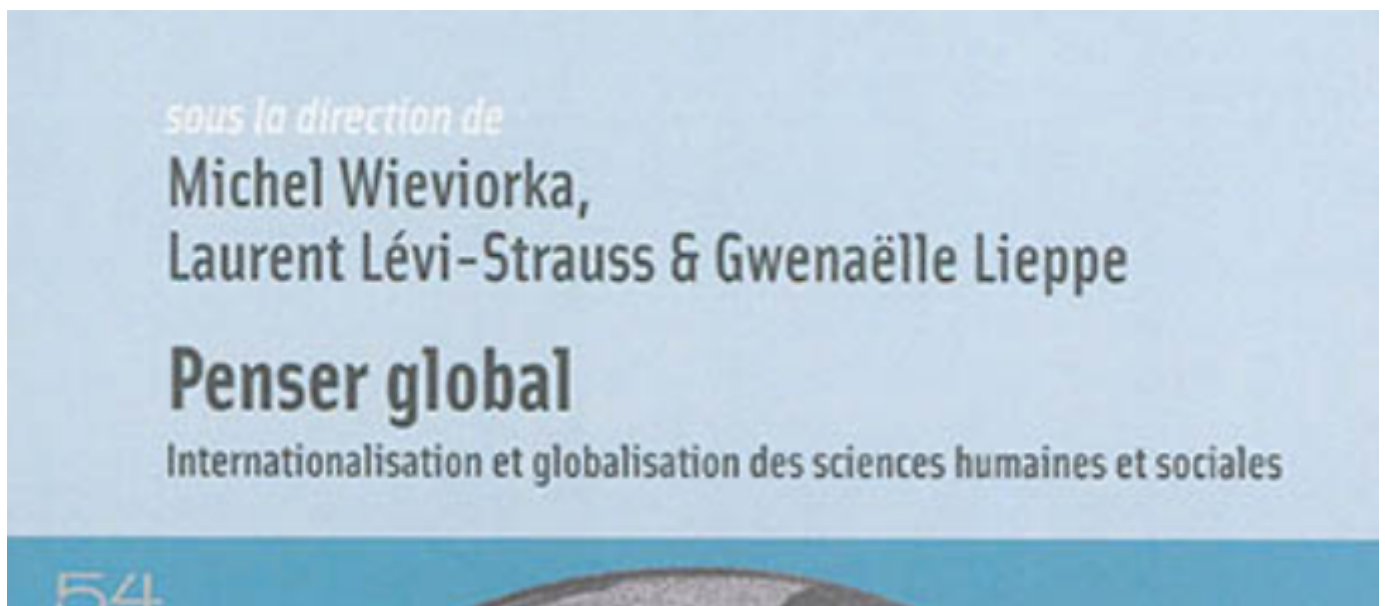 sous la direction de
Michel Wieviorka,
Laurent Lévi-Strauss & Gwenaëlle Lieppe
Penser global
Internationalisation et globalisation des sciences humaines et sociales
54